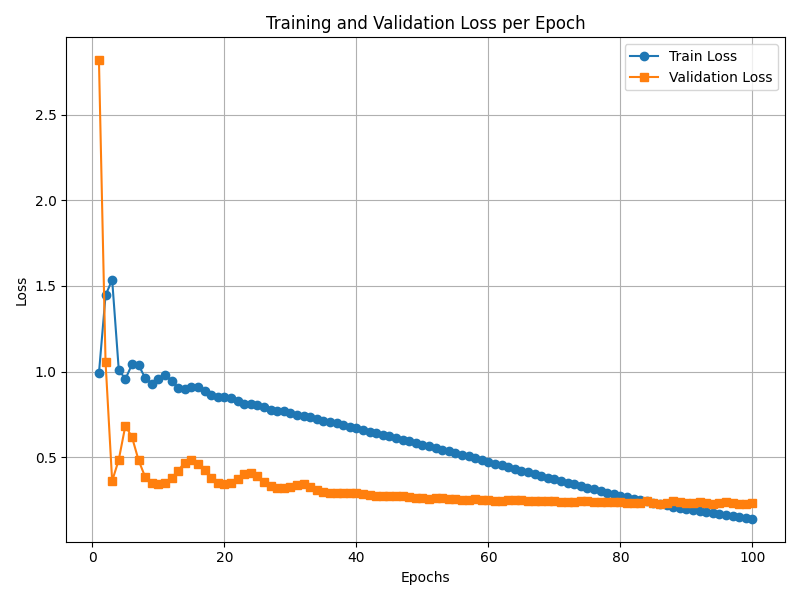 Training and Validation Loss per Epoch
Train Loss
Validation Loss
2.5
2.0
1.5
1.0
0.5
Loss
0 20 40 60 80 100
Epochs